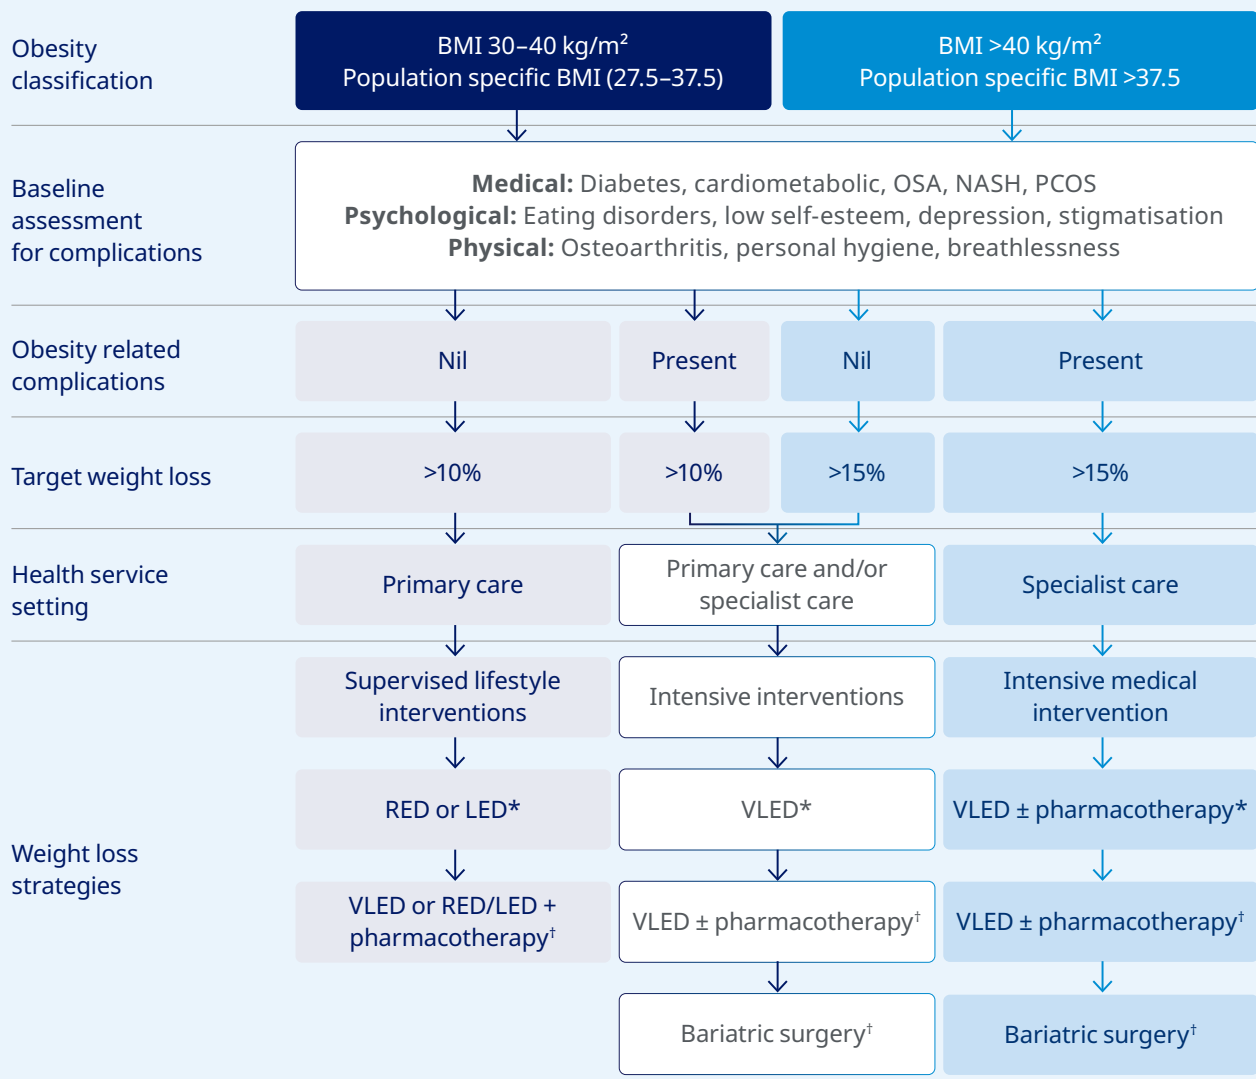 Obesity
classification
BMI 30–40 kg/m²
Population specific BMI (27.5–37.5)
BMI >40 kg/m²
Population specific BMI >37.5
Baseline
assessment
for complications
Medical: Diabetes, cardiometabolic, OSA, NASH, PCOS
Psychological: Eating disorders, low self-esteem, depression, stigmatisation
Physical: Osteoarthritis, personal hygiene, breathlessness
Obesity related
complications
Nil
Present
Nil
Present
Target weight loss
>10%
>10%
>15%
>15%
Health service
setting
Primary care
Primary care and/or
specialist care
Specialist care
Weight loss
strategies
Supervised lifestyle
interventions
Intensive interventions
Intensive medical
intervention
RED or LED*
VLED*
VLED ± pharmacotherapy*
VLED or RED/LED +
pharmacotherapy†
VLED ± pharmacotherapy†
VLED ± pharmacotherapy†
Bariatric surgery†
Bariatric surgery†